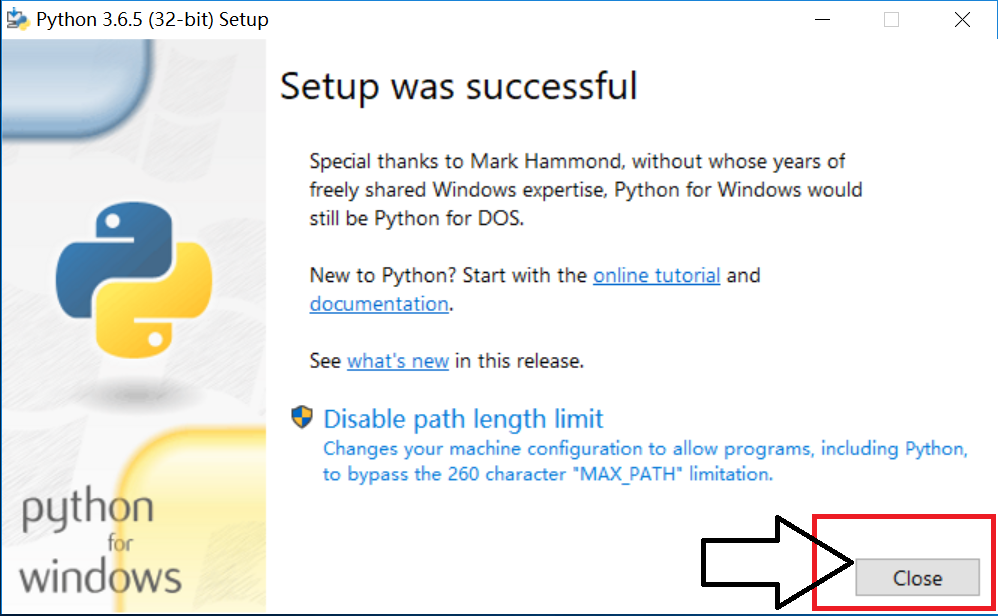 Python 3.6.5 (32-bit) Setup
Setup was successful
Special thanks to Mark Hammond, without whose years of
freely shared Windows expertise, Python for Windows would
still be Python for DOS.
New to Python? Start with the online tutorial and
documentation.
See what's new in this release.
Disable path length limit
Changes your machine configuration to allow programs, including Python,
to bypass the 260 character "MAX_PATH" limitation.
python
for
windows
Close